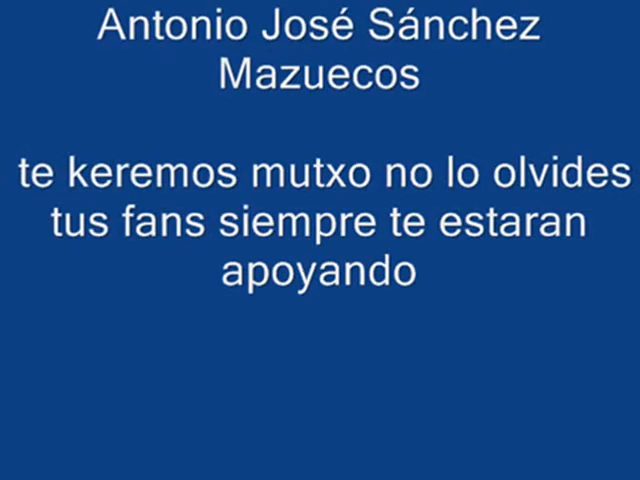 Antonio José Sánchez
Mazuecos
te keremos mutxo no lo olvides
tus fans siempre te estaran
apoyando